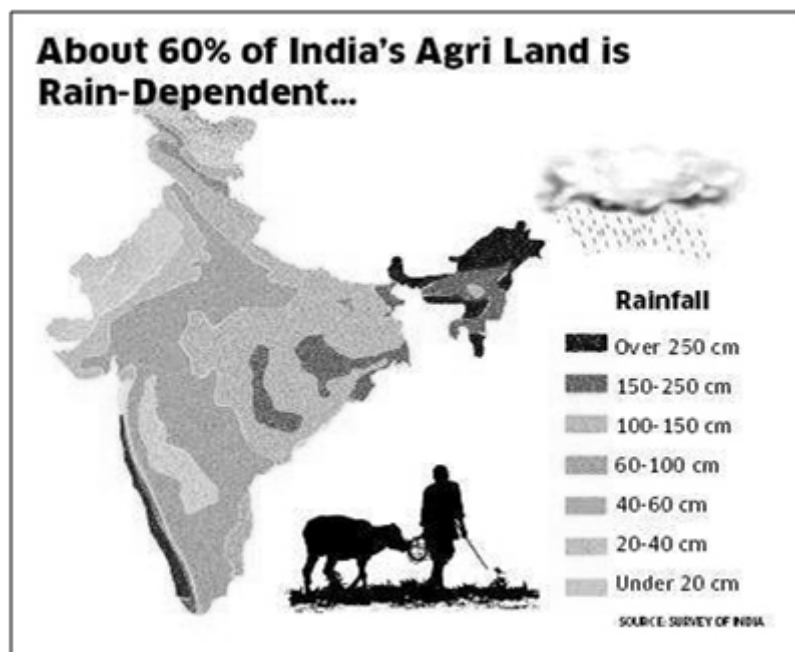 About 60% of India's Agri Land is
Rain-Dependent...
Rainfall
Over 250 cm
150-250 cm
100-150 cm
60-100 cm
40-60 cm
20-40 cm
Under 20 cm
SOURCE: SURVEY OF INDIA